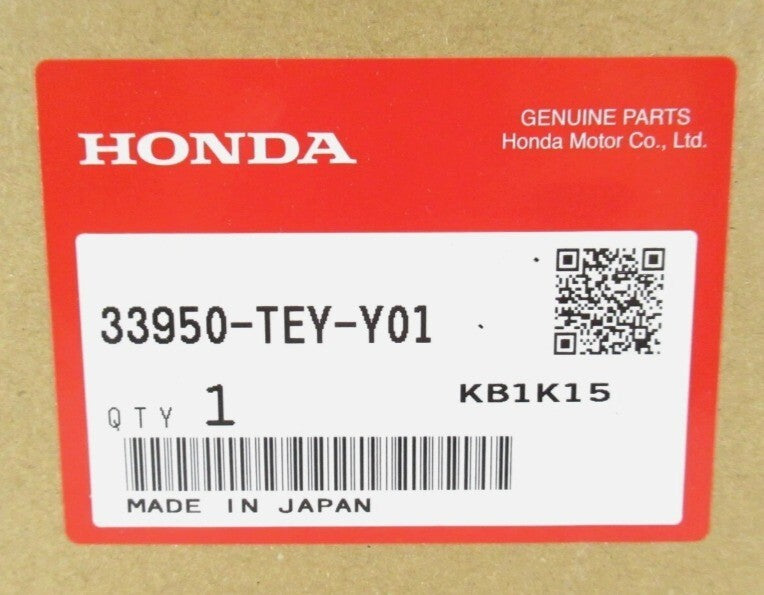 HONDA
GENUINE PARTS
Honda Motor Co., Ltd.
33950-TEY-Y01
KB1K15
QTY 1
MADE IN JAPAN